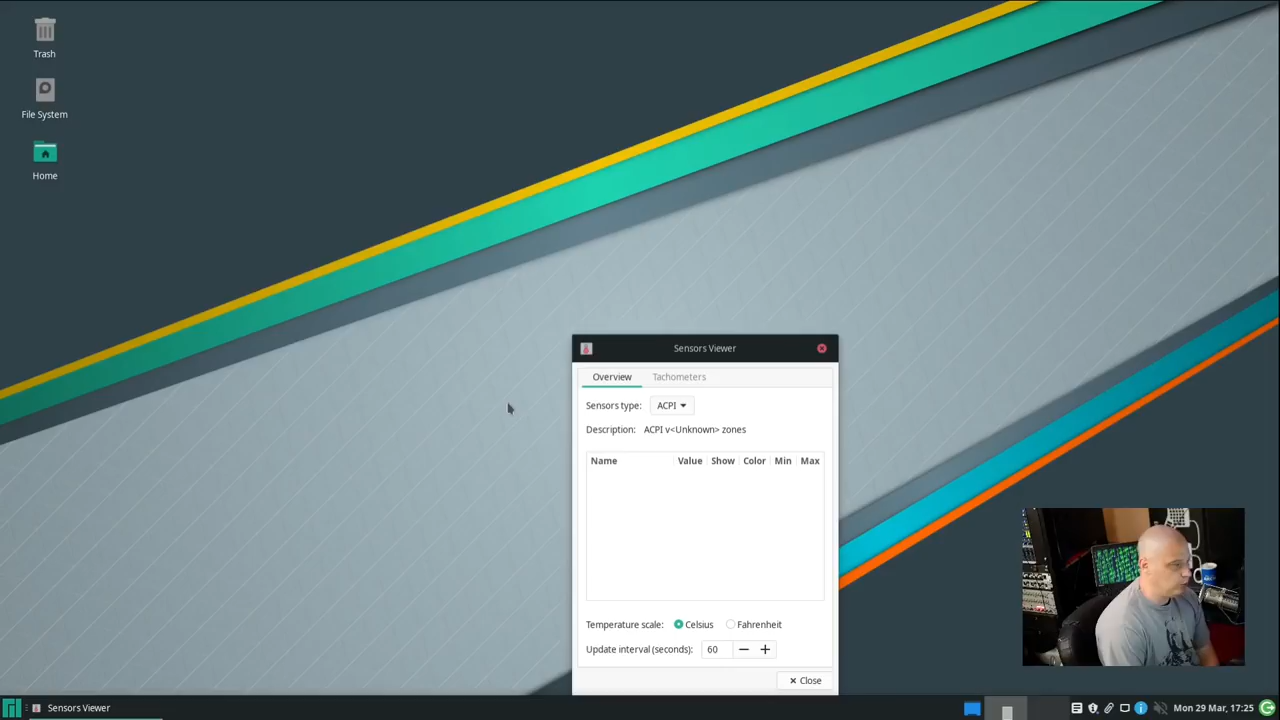 Trash
File System
Home
Sensors Viewer
Overview Tachometers
Sensors type: ACPI
Description: ACPI v<Unknown> zones
Name Value Show Color Min Max
Temperature scale: Celsius Fahrenheit
Update interval (seconds): 60
Close
Sensors Viewer
Mon 29 Mar, 17:25